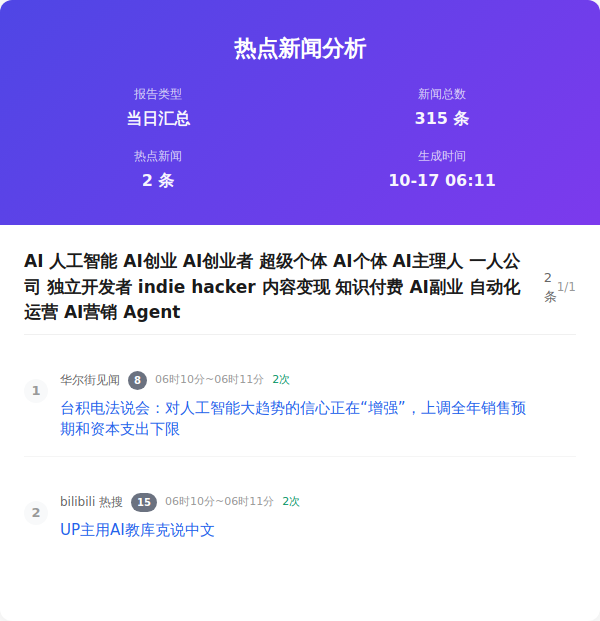 热点新闻分析
报告类型
当日汇总
新闻总数
315 条
热点新闻
2 条
生成时间
10-17 06:11
AI 人工智能 AI创业 AI创业者 超级个体 AI个体 AI主理人 一人公
司 独立开发者 indie hacker 内容变现 知识付费 AI副业 自动化
运营 AI营销 Agent
2
条
1/1
1
华尔街见闻 8 06时10分~06时11分 2次
台积电法说会：对人工智能大趋势的信心正在“增强”，上调全年销售预
期和资本支出下限
2
bilibili 热搜 15 06时10分~06时11分 2次
UP主用AI教库克说中文